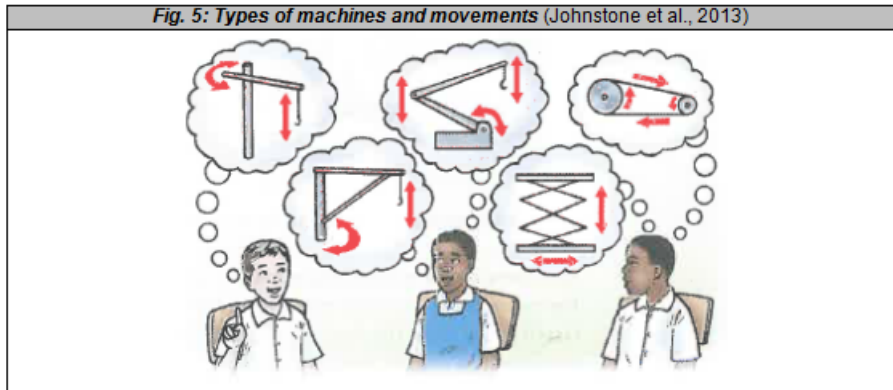 Fig. 5: Types of machines and movements (Johnstone et al., 2013)